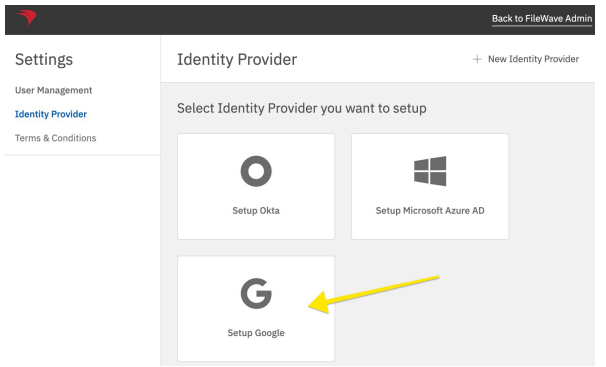 Back to FileWave Admin
Settings
User Management
Identity Provider
Terms & Conditions
Identity Provider
+ New Identity Provider
Select Identity Provider you want to setup
Setup Okta
Setup Microsoft Azure AD
G
Setup Google